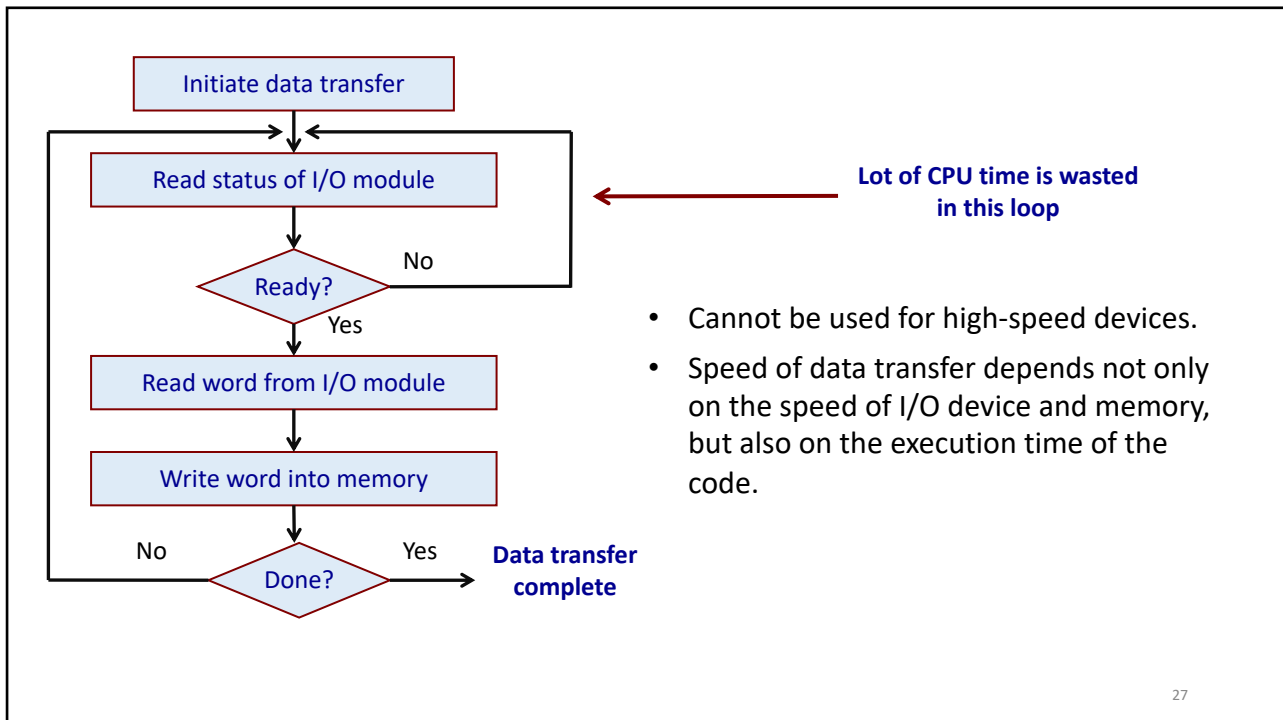 Initiate data transfer
Read status of I/O module
Lot of CPU time is wasted
in this loop
No
Ready?
Yes
• Cannot be used for high-speed devices.
• Speed of data transfer depends not only
on the speed of I/O device and memory,
but also on the execution time of the
code.
Read word from I/O module
Write word into memory
No
Yes
Done?
Data transfer
complete
27